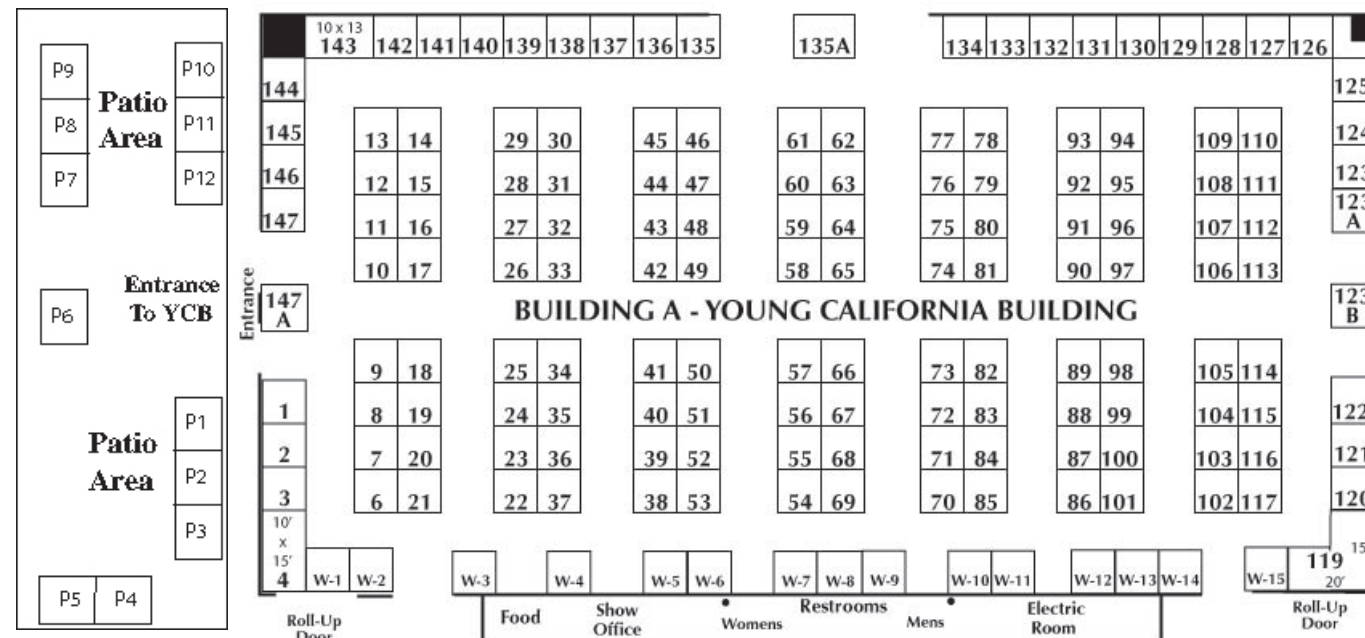 10 x 13
143 142 141 140 139 138 137 136 135 135A 134 133 132 131 130 129 128 127 126
P9 P10
144 125
Patio
Area
P8 P11
145 13 14 29 30 45 46 61 62 77 78 93 94 109 110 124
P7 P12
146 12 15 28 31 44 47 60 63 76 79 92 95 108 111 123
147 11 16 27 32 43 48 59 64 75 80 91 96 107 112 123
A
10 17 26 33 42 49 58 65 74 81 90 97 106 113
Entrance
To YCB
P6
Entrance
147
A
BUILDING A - YOUNG CALIFORNIA BUILDING
123
B
9 18 25 34 41 50 57 66 73 82 89 98 105 114
P1
1 8 19 24 35 40 51 56 67 72 83 88 99 104 115 122
Patio
Area
2 7 20 23 36 39 52 55 68 71 84 87 100 103 116 121
P2
3 6 21 22 37 38 53 54 69 70 85 86 101 102 117 120
P3
10'
x
15'
4 W-1 W-2 W-3 W-4 W-5 W-6 W-7 W-8 W-9 W-10 W-11 W-12 W-13 W-14 W-15 119
15
20'
P5 P4
Roll-Up
Door
Food
Show
Office
Womens
Restrooms
Mens
Electric
Room
Roll-Up
Door